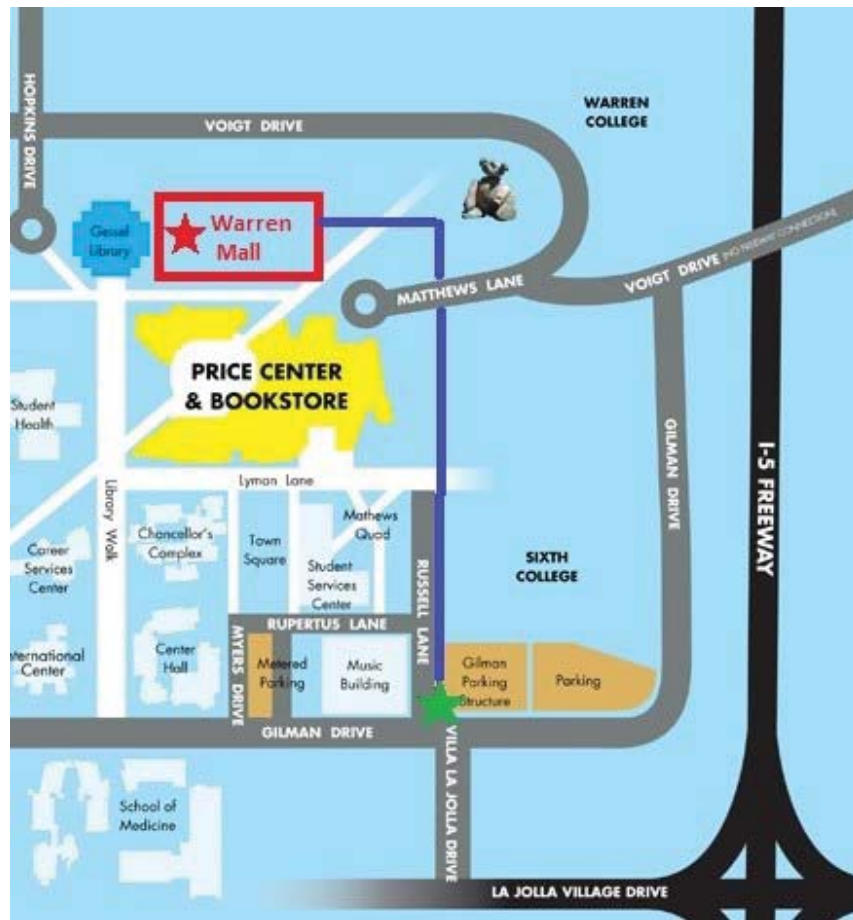 HOPKINS DRIVE
VOIGT DRIVE
WARREN
COLLEGE
Geisel
Library
Warren
Mall
MATTHEWS LANE
VOIGT DRIVE (NO FREEWAY CONNECTION)
PRICE CENTER
& BOOKSTORE
Student
Health
GILMAN DRIVE
I-5 FREEWAY
Lyman Lane
Library Walk
Mathews
Quad
Chancellor's
Complex
Town
Square
Student
Services
Center
Career
Services
Center
RUSSELL LANE
SIXTH
COLLEGE
RUPERTUS LANE
MYERS DRIVE
International
Center
Center
Hall
Metered
Parking
Music
Building
Gilman
Parking
Structure
Parking
GILMAN DRIVE
VILLA LA JOLLA DRIVE
School of
Medicine
LA JOLLA VILLAGE DRIVE